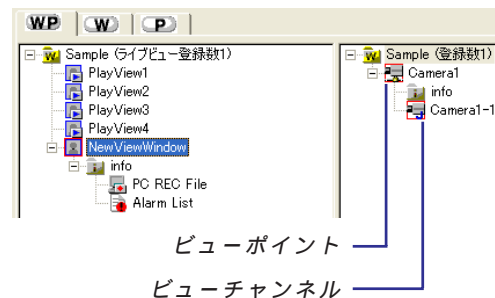 WP W P
Sample (ライブビュー登録数1)
PlayView1
PlayView2
PlayView3
PlayView4
NewViewWindow
info
PC REC File
Alarm List
Sample (登録数1)
Camera1
info
Camera1-1
ビューポイント
ビューチャンネル